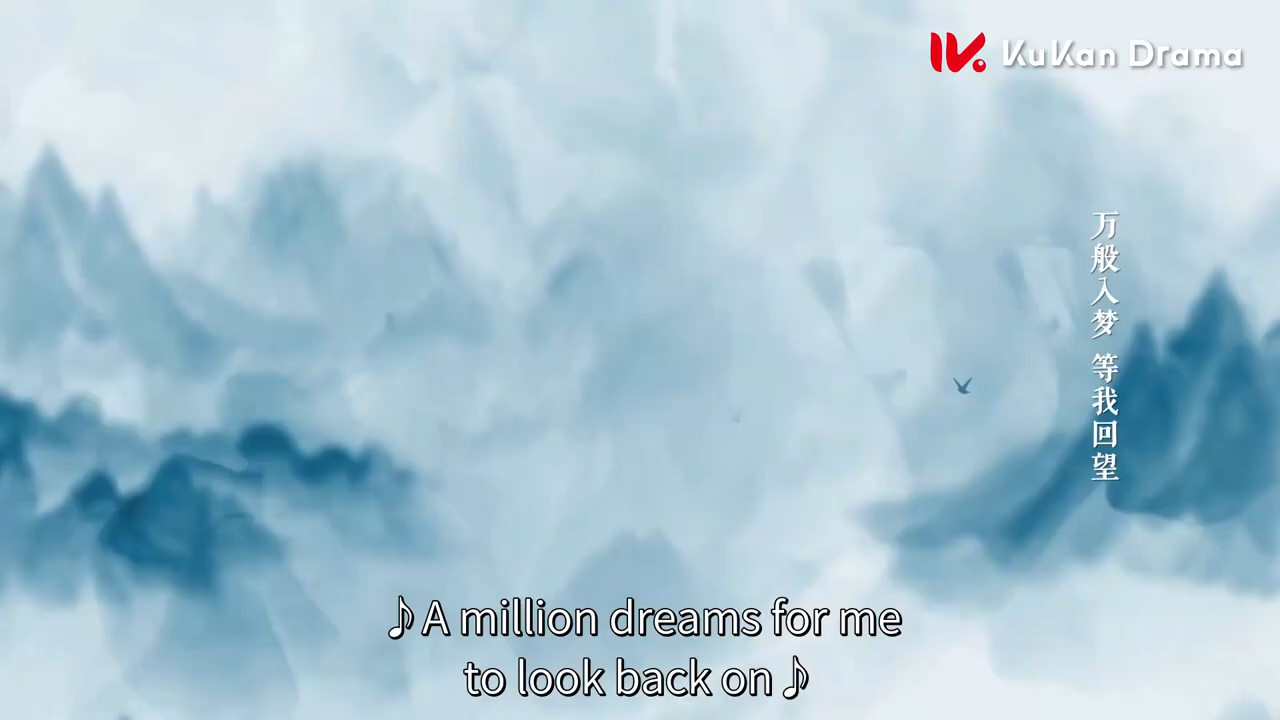 KuKan Drama
万般入梦 等我回望
♪A million dreams for me
to look back on♪